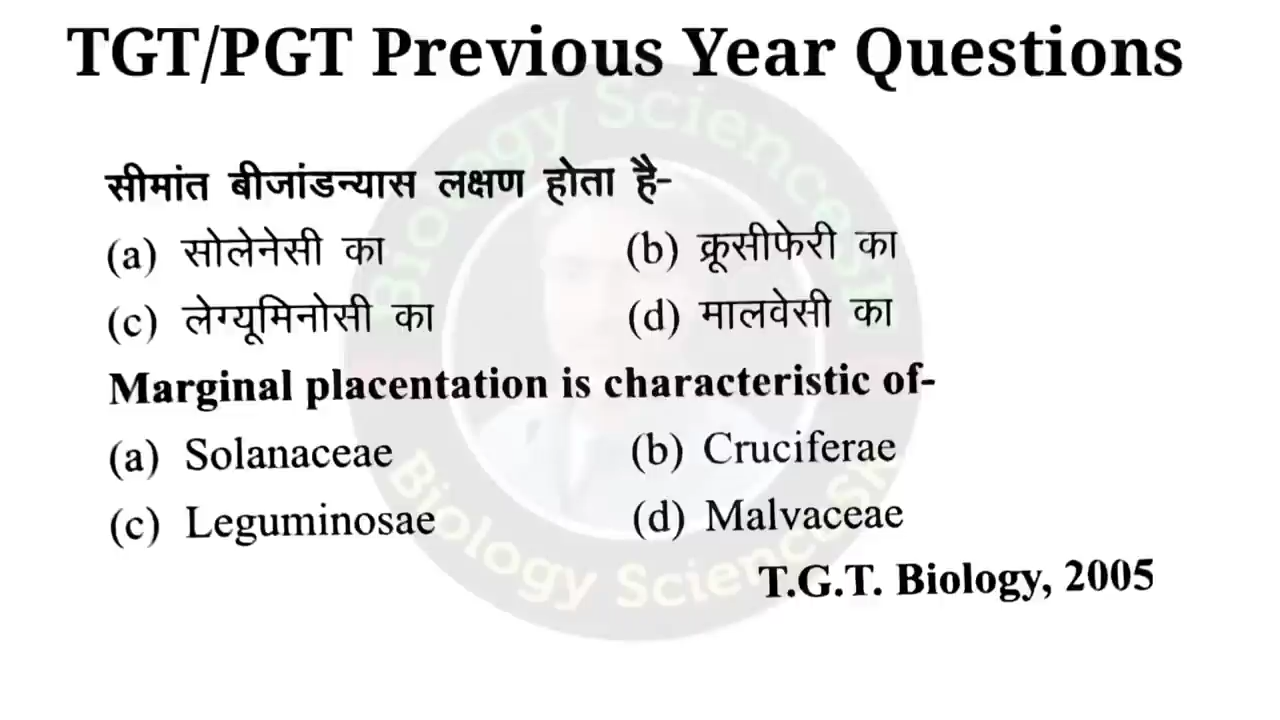 TGT/PGT Previous Year Questions
सीमांत बीजांडन्यास लक्षण होता है-
(a) सोलेनेसी का (b) क्रूसीफेरी का
(c) लेग्यूमिनोसी का (d) मालवेसी का
Marginal placentation is characteristic of-
(a) Solanaceae (b) Cruciferae
(c) Leguminosae (d) Malvaceae
T.G.T. Biology, 2005